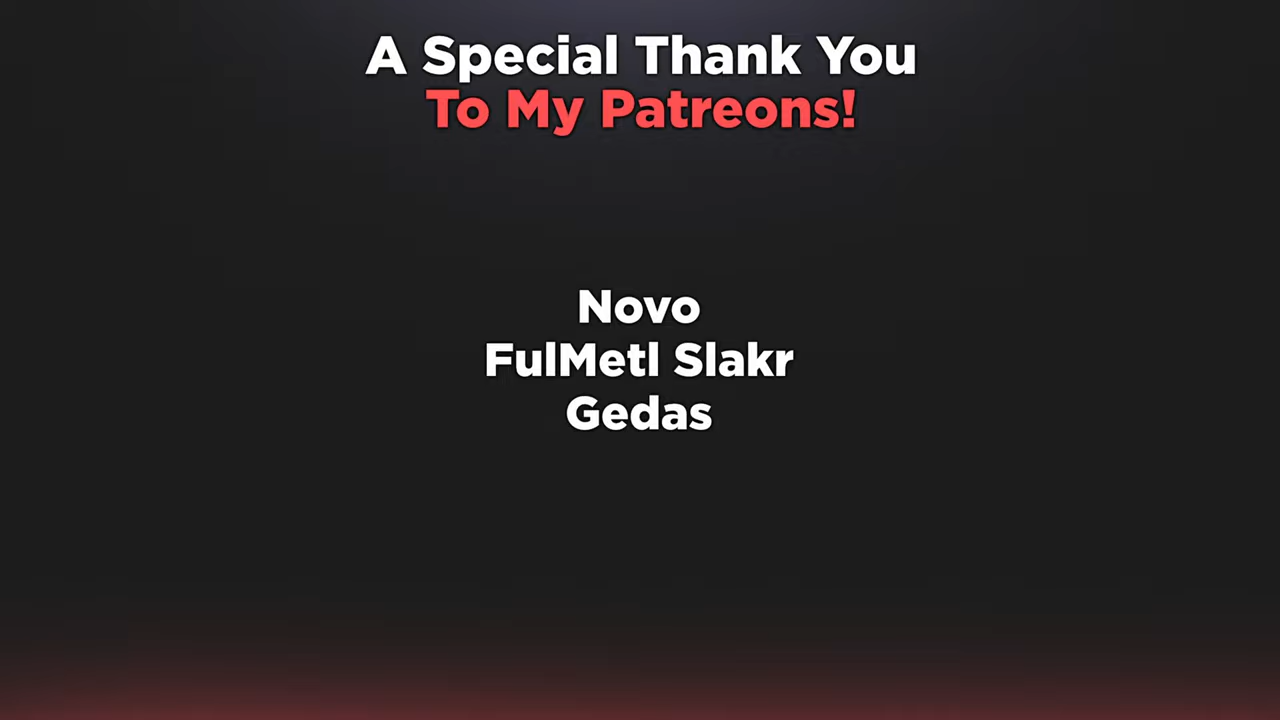 A Special Thank You
To My Patreons!
Novo
FulMetl Slakr
Gedas